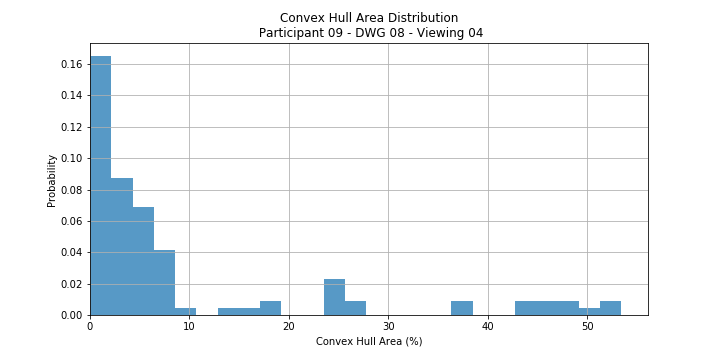 Convex Hull Area Distribution
Participant 09 - DWG 08 - Viewing 04
Probability
0.16
0.14
0.12
0.10
0.08
0.06
0.04
0.02
0.00
0 10 20 30 40 50
Convex Hull Area (%)